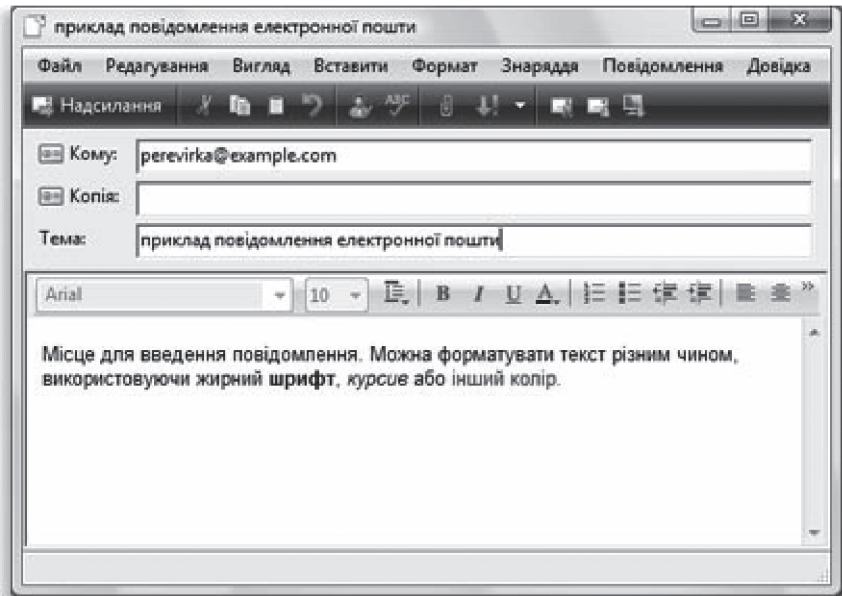 приклад повідомлення електронної пошти
Файл Редагування Вигляд Вставити Формат Знаряддя Повідомлення Довідка
Надсилання
Кому: perevirka@example.com
Копія:
Тема: приклад повідомлення електронної пошти
Arial 10 B I U A
Місце для введення повідомлення. Можна форматувати текст різним чином,
використовуючи жирний шрифт, курсив або інший колір.